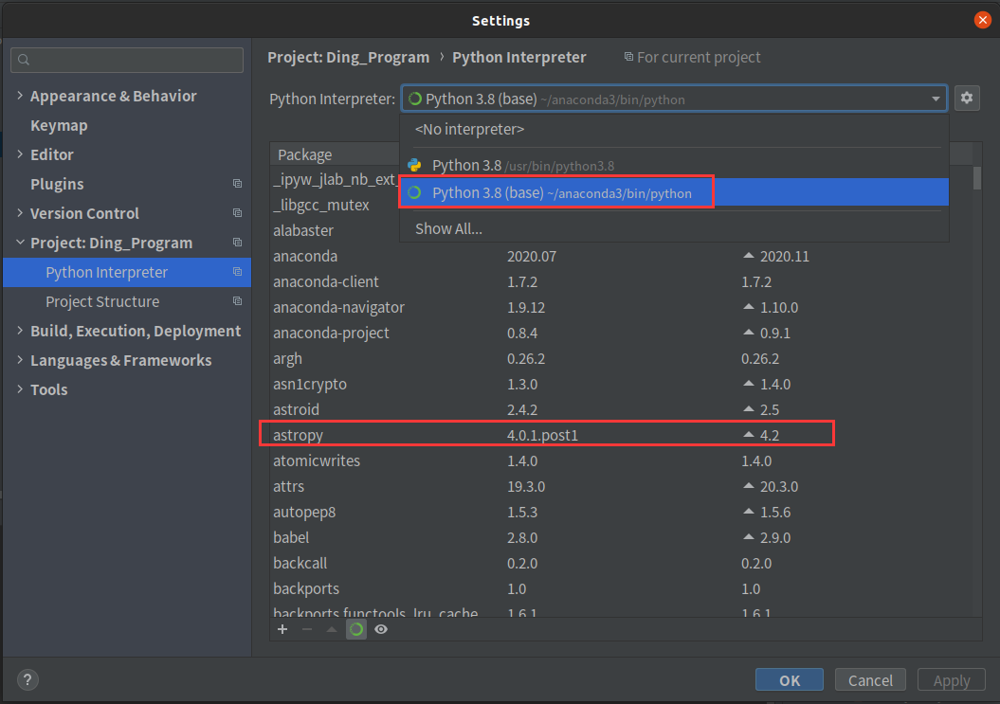 Settings
Project: Ding_Program › Python Interpreter For current project
Appearance & Behavior
Keymap
Editor
Plugins
Version Control
Project: Ding_Program
Python Interpreter
Project Structure
Build, Execution, Deployment
Languages & Frameworks
Tools
Python Interpreter: Python 3.8 (base) ~/anaconda3/bin/python
<No interpreter>
Python 3.8 /usr/bin/python3.8
Python 3.8 (base) ~/anaconda3/bin/python
Show All...
Package
_ipyw_jlab_nb_ext_
_libgcc_mutex
alabaster
anaconda 2020.07 2020.11
anaconda-client 1.7.2 1.7.2
anaconda-navigator 1.9.12 1.10.0
anaconda-project 0.8.4 0.9.1
argh 0.26.2 0.26.2
asn1crypto 1.3.0 1.4.0
astroid 2.4.2 2.5
astropy 4.0.1.post1 4.2
atomicwrites 1.4.0 1.4.0
attrs 19.3.0 20.3.0
autopep8 1.5.3 1.5.6
babel 2.8.0 2.9.0
backcall 0.2.0 0.2.0
backports 1.0 1.0
backports.functools_lru_cache 1.6.1 1.6.1
? OK Cancel Apply